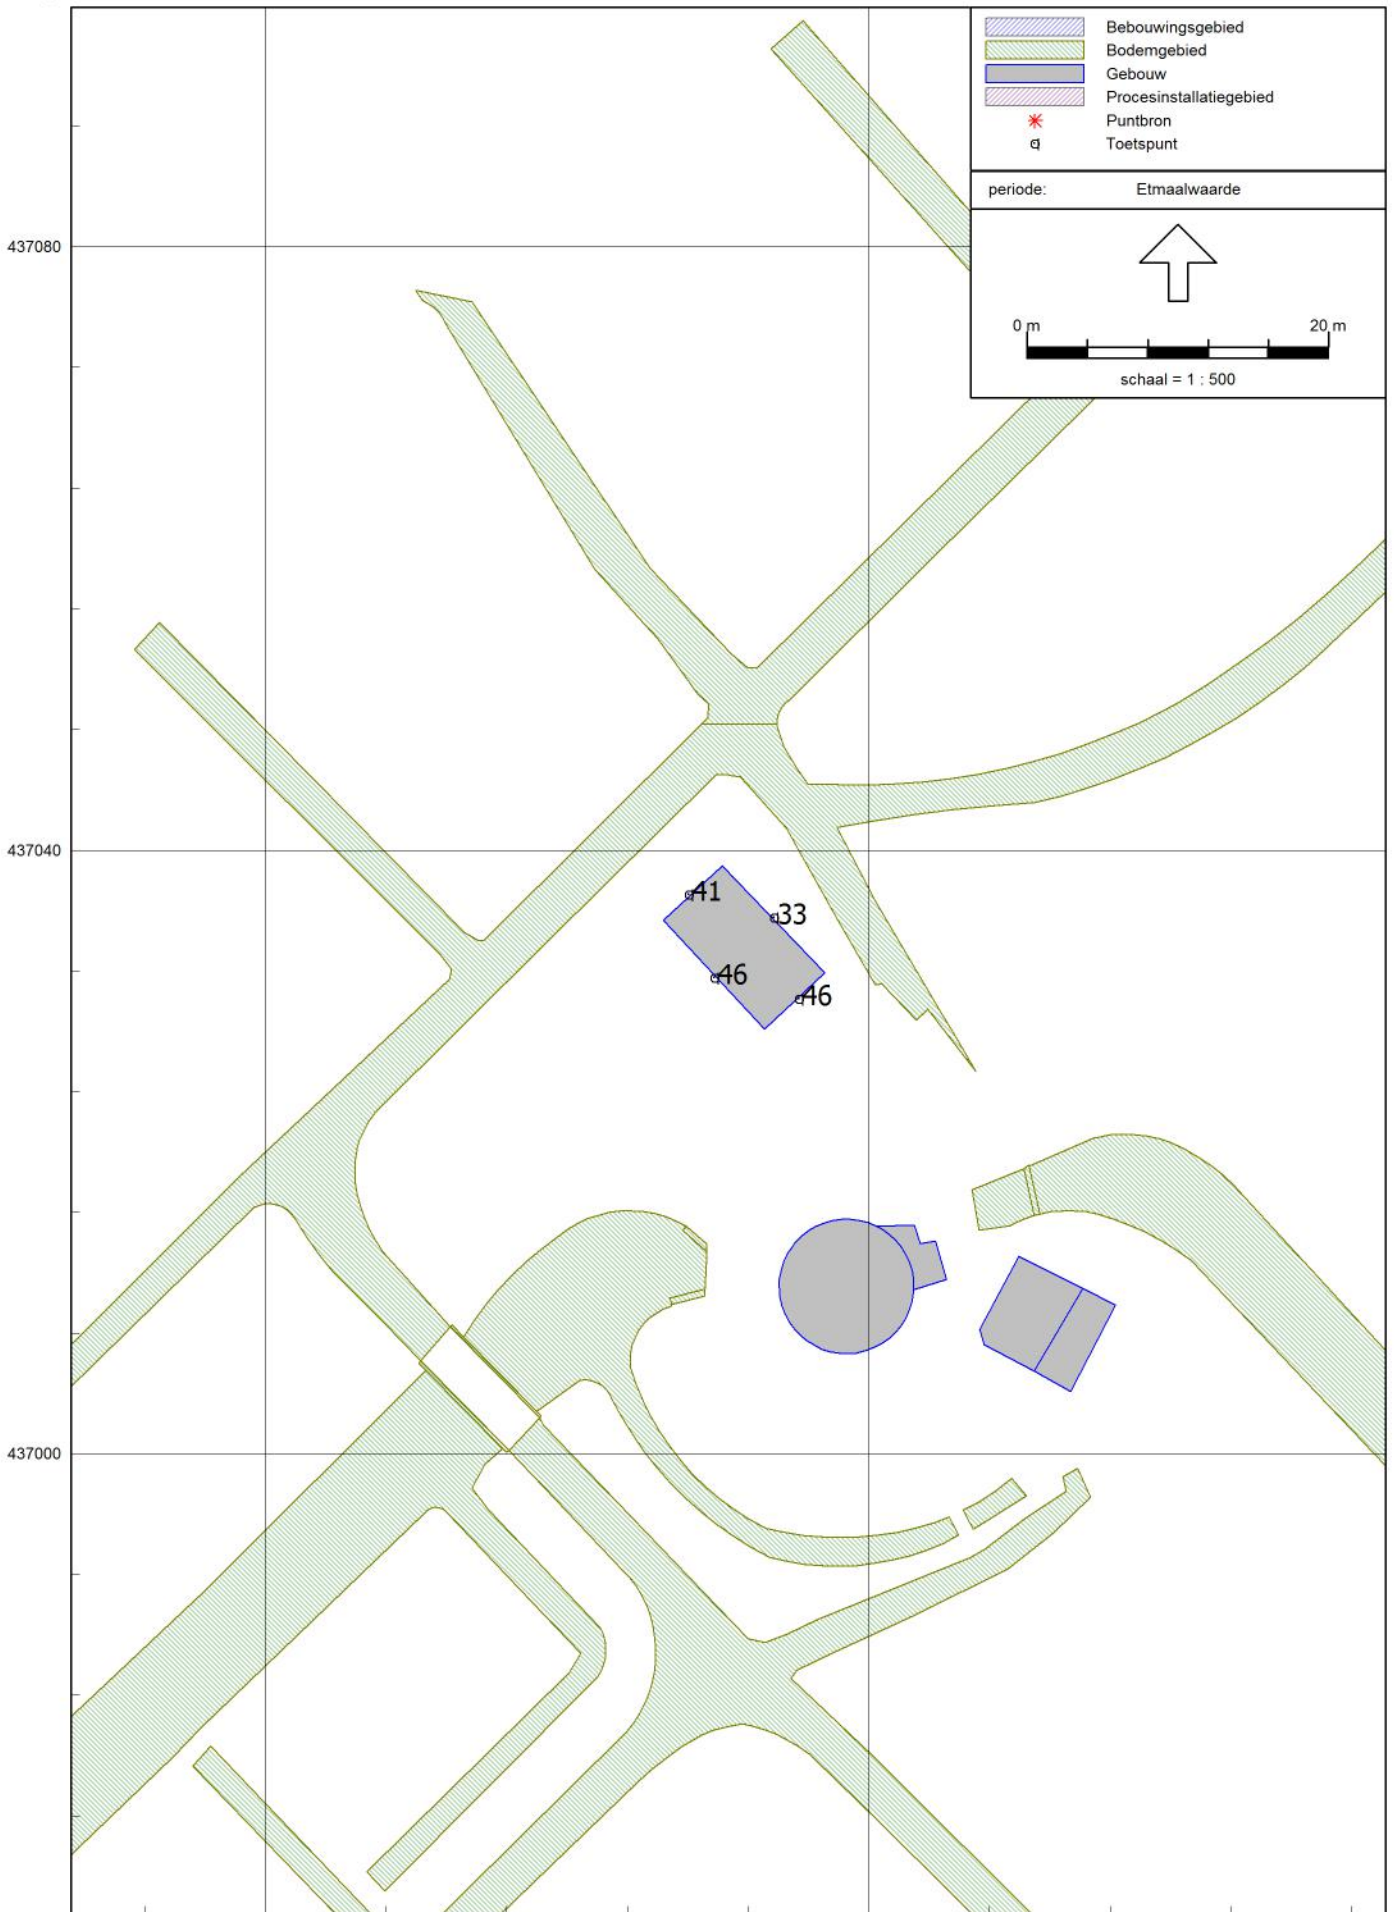 Bebouwingsgebied
Bodemgebied
Gebouw
Procesinstallatiegebied
Puntbron
Toetspunt
periode: Etmaalwaarde
0 m 20 m
schaal = 1 : 500
437080
437040
41
33
46
46
437000